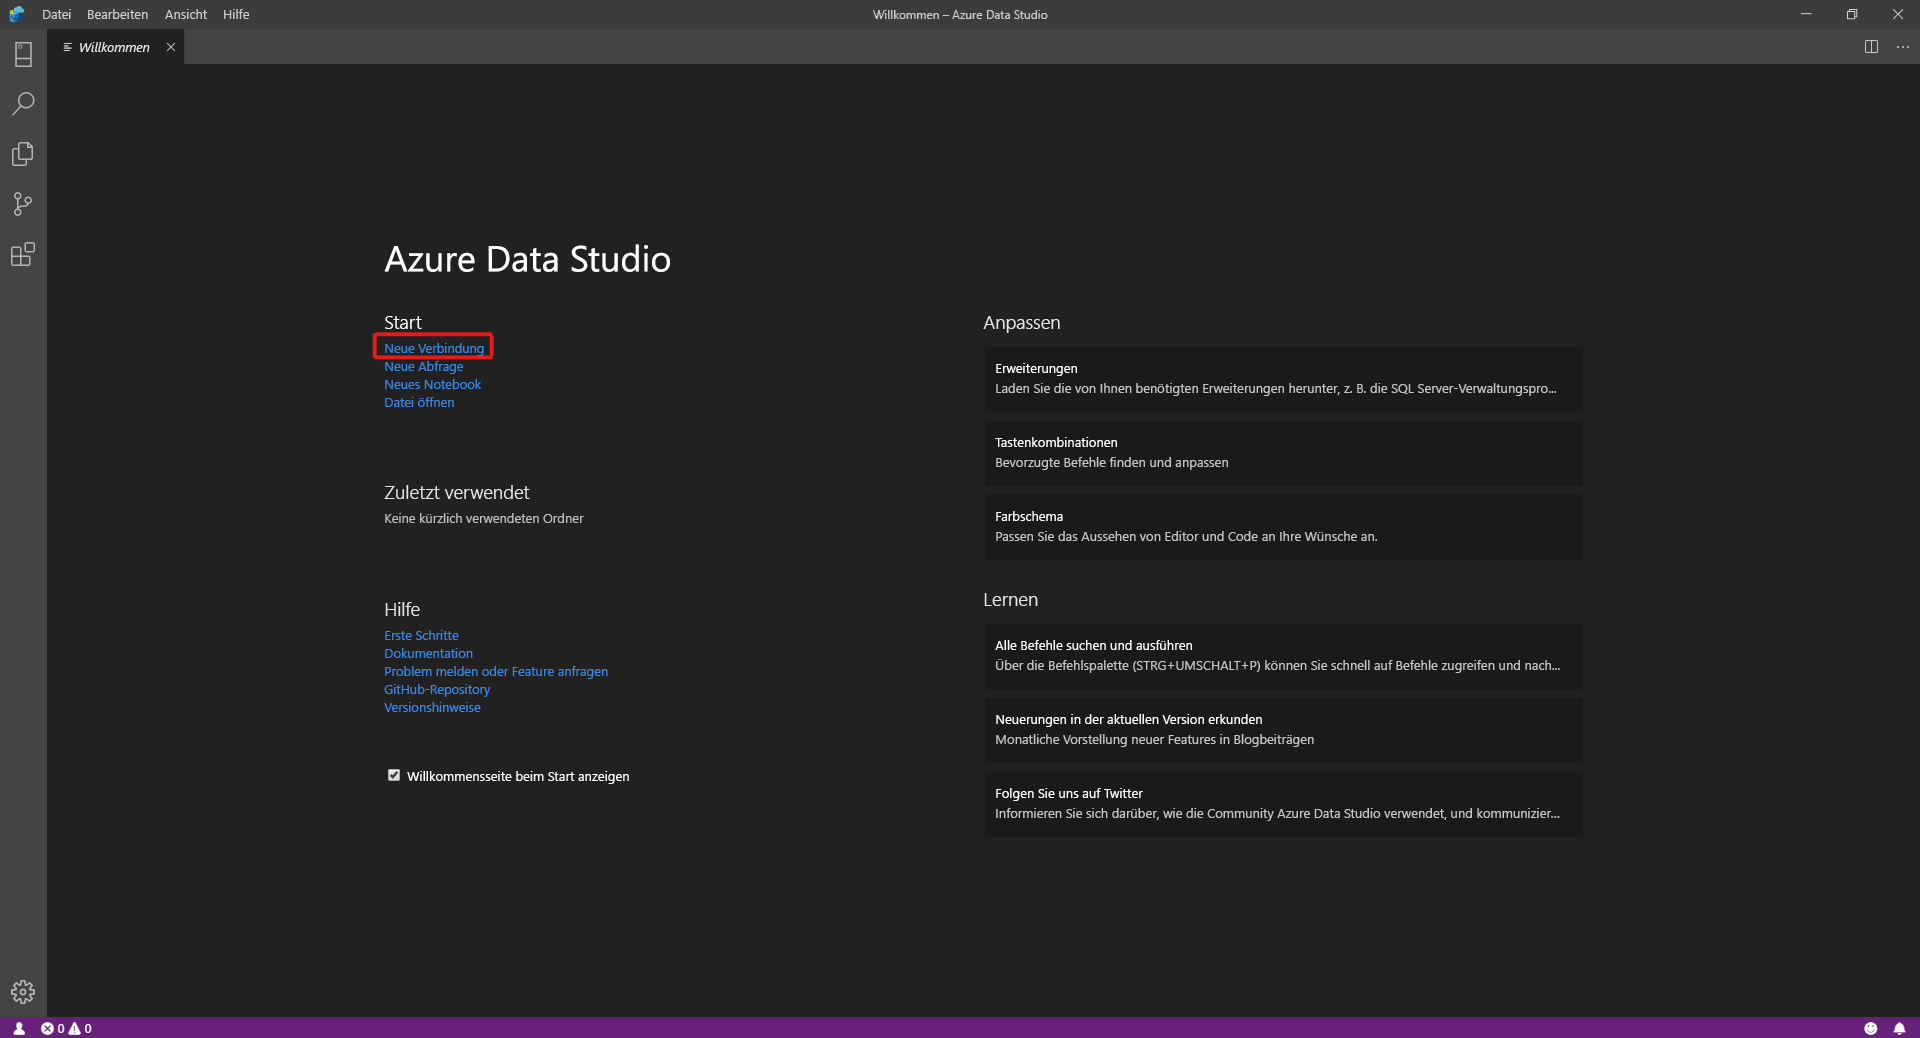 Datei Bearbeiten Ansicht Hilfe
Willkommen – Azure Data Studio
Willkommen
Azure Data Studio
Start
Neue Verbindung
Neue Abfrage
Neues Notebook
Datei öffnen
Zuletzt verwendet
Keine kürzlich verwendeten Ordner
Hilfe
Erste Schritte
Dokumentation
Problem melden oder Feature anfragen
GitHub-Repository
Versionshinweise
Willkommensseite beim Start anzeigen
Anpassen
Erweiterungen
Laden Sie die von Ihnen benötigten Erweiterungen herunter, z. B. die SQL Server-Verwaltungspro...
Tastenkombinationen
Bevorzugte Befehle finden und anpassen
Farbschema
Passen Sie das Aussehen von Editor und Code an Ihre Wünsche an.
Lernen
Alle Befehle suchen und ausführen
Über die Befehlspalette (STRG+UMSCHALT+P) können Sie schnell auf Befehle zugreifen und nach...
Neuerungen in der aktuellen Version erkunden
Monatliche Vorstellung neuer Features in Blogbeiträgen
Folgen Sie uns auf Twitter
Informieren Sie sich darüber, wie die Community Azure Data Studio verwendet, und kommunizier...
0 0